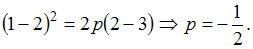 (1−2)² = 2p(2−3) ⇒ p = −1/2.